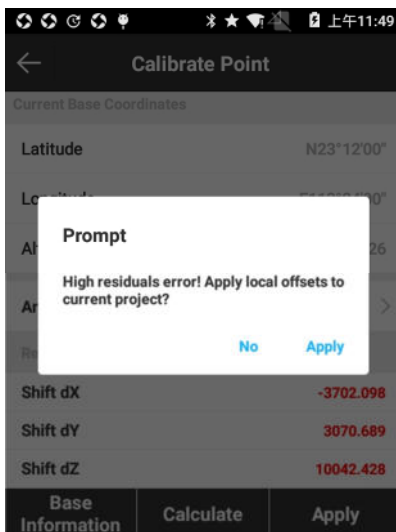 上午11:49
Calibrate Point
Current Base Coordinates
Latitude N23°12'00"
Prompt
High residuals error! Apply local offsets to
current project?
No Apply
Shift dX -3702.098
Shift dY 3070.689
Shift dZ 10042.428
Base
Information Calculate Apply